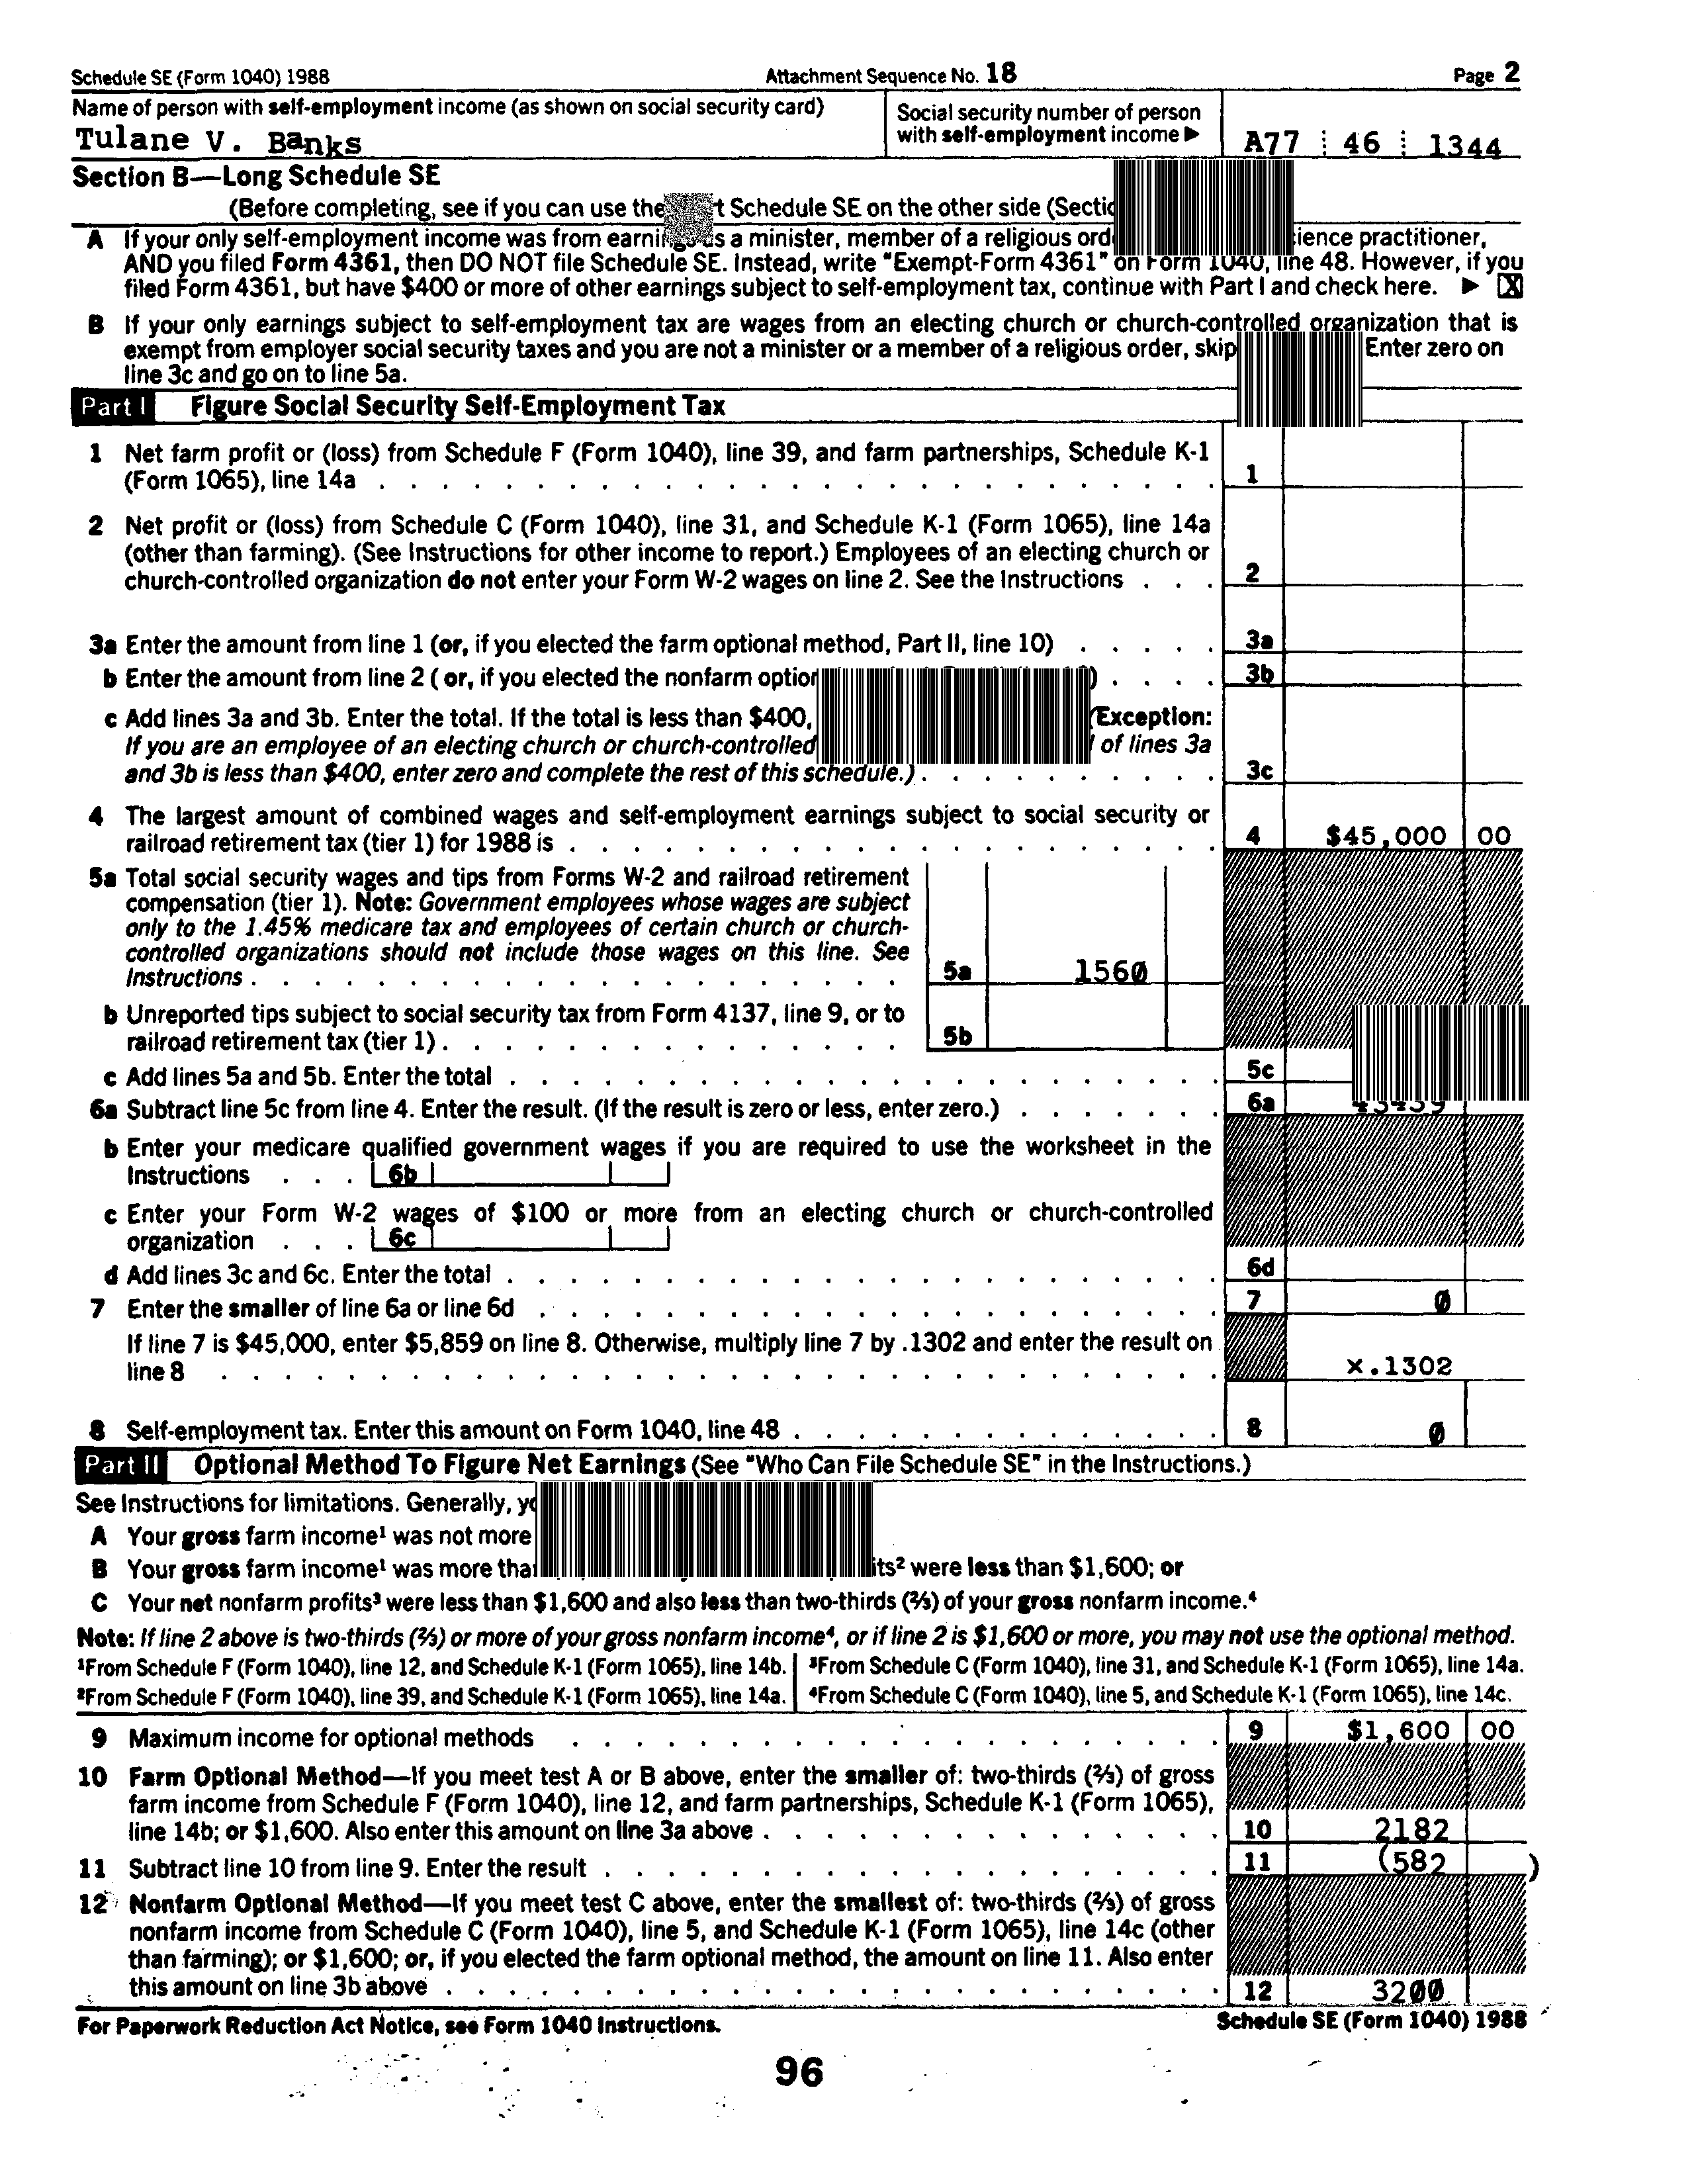 Schedule SE (Form 1040) 1988 Attachment Sequence No. 18 Page 2
Name of person with self-employment income (as shown on social security card)
Tulane V. Banks
Social security number of person
with self-employment income ▶ A77 46 1344
Section B—Long Schedule SE
(Before completing, see if you can use the Schedule SE on the other side
A If your only self-employment income was from a minister, member of a religious practitioner,
AND you filed Form 4361, then DO NOT file Schedule SE. Instead, write "Exempt-Form 4361" on Form 1040, line 48. However, if you
filed Form 4361, but have $400 or more of other earnings subject to self-employment tax, continue with Part I and check here. ▶ X
B If your only earnings subject to self-employment tax are wages from an electing church or church-controlled organization that is
exempt from employer social security taxes and you are not a minister or a member of a religious order, skip Enter zero on
line 3c and go on to line 5a.
Part I Figure Social Security Self-Employment Tax
1 Net farm profit or (loss) from Schedule F (Form 1040), line 39, and farm partnerships, Schedule K-1
(Form 1065), line 14a . . . 1
2 Net profit or (loss) from Schedule C (Form 1040), line 31, and Schedule K-1 (Form 1065), line 14a
(other than farming). (See Instructions for other income to report.) Employees of an electing church or
church-controlled organization do not enter your Form W-2 wages on line 2. See the Instructions . . . 2
3a Enter the amount from line 1 (or, if you elected the farm optional method, Part II, line 10) . . . . . 3a
b Enter the amount from line 2 ( or, if you elected the nonfarm ) . . . . 3b
c Add lines 3a and 3b. Enter the total. If the total is less than $400, (Exception:
If you are an employee of an electing church or church-controlled of lines 3a
and 3b is less than $400, enter zero and complete the rest of this schedule.) . . . 3c
4 The largest amount of combined wages and self-employment earnings subject to social security or
railroad retirement tax (tier 1) for 1988 is . . . 4 $45,000 00
5a Total social security wages and tips from Forms W-2 and railroad retirement
compensation (tier 1). Note: Government employees whose wages are subject
only to the 1.45% medicare tax and employees of certain church or church-
controlled organizations should not include those wages on this line. See
Instructions . . . 5a 1560
b Unreported tips subject to social security tax from Form 4137, line 9, or to
railroad retirement tax (tier 1) . . . 5b
c Add lines 5a and 5b. Enter the total . . . 5c
6a Subtract line 5c from line 4. Enter the result. (If the result is zero or less, enter zero.) . . . 6a
b Enter your medicare qualified government wages if you are required to use the worksheet in the
Instructions . . . 6b
c Enter your Form W-2 wages of $100 or more from an electing church or church-controlled
organization . . . 6c
d Add lines 3c and 6c. Enter the total . . . 6d
7 Enter the smaller of line 6a or line 6d . . . 7 0
If line 7 is $45,000, enter $5,859 on line 8. Otherwise, multiply line 7 by .1302 and enter the result on
line 8 . . . x.1302
8 Self-employment tax. Enter this amount on Form 1040, line 48 . . . 8 0
Part II Optional Method To Figure Net Earnings (See "Who Can File Schedule SE" in the Instructions.)
See Instructions for limitations. Generally,
A Your gross farm income¹ was not more
B Your gross farm income¹ was more were less than $1,600; or
C Your net nonfarm profits³ were less than $1,600 and also less than two-thirds (⅔) of your gross nonfarm income.⁴
Note: If line 2 above is two-thirds (⅔) or more of your gross nonfarm income⁴, or if line 2 is $1,600 or more, you may not use the optional method.
¹From Schedule F (Form 1040), line 12, and Schedule K-1 (Form 1065), line 14b. ³From Schedule C (Form 1040), line 31, and Schedule K-1 (Form 1065), line 14a.
²From Schedule F (Form 1040), line 39, and Schedule K-1 (Form 1065), line 14a. ⁴From Schedule C (Form 1040), line 5, and Schedule K-1 (Form 1065), line 14c.
9 Maximum income for optional methods . . . 9 $1,600 00
10 Farm Optional Method—If you meet test A or B above, enter the smaller of: two-thirds (⅔) of gross
farm income from Schedule F (Form 1040), line 12, and farm partnerships, Schedule K-1 (Form 1065),
line 14b; or $1,600. Also enter this amount on line 3a above . . . 10 2182
11 Subtract line 10 from line 9. Enter the result . . . 11 (582 )
12 Nonfarm Optional Method—If you meet test C above, enter the smallest of: two-thirds (⅔) of gross
nonfarm income from Schedule C (Form 1040), line 5, and Schedule K-1 (Form 1065), line 14c (other
than farming); or $1,600; or, if you elected the farm optional method, the amount on line 11. Also enter
this amount on line 3b above . . . 12 3200
For Paperwork Reduction Act Notice, see Form 1040 Instructions. Schedule SE (Form 1040) 1988
96